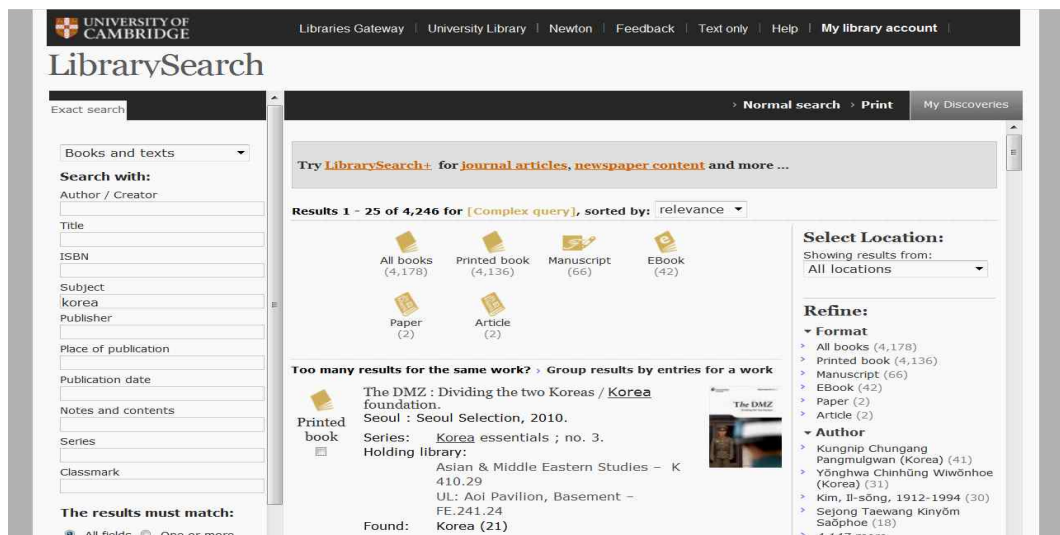 UNIVERSITY OF
CAMBRIDGE
Libraries Gateway | University Library | Newton | Feedback | Text only | Help | My library account |
LibrarySearch
Exact search
› Normal search › Print
My Discoveries
Books and texts
Search with:
Author / Creator
Title
ISBN
Subject
korea
Publisher
Place of publication
Publication date
Notes and contents
Series
Classmark
The results must match:
All fields One or more
Try LibrarySearch+ for journal articles, newspaper content and more ...
Results 1 - 25 of 4,246 for [Complex query], sorted by: relevance
All books
(4,178)
Printed book
(4,136)
Manuscript
(66)
EBook
(42)
Paper
(2)
Article
(2)
Too many results for the same work? › Group results by entries for a work
Printed
book
The DMZ : Dividing the two Koreas / Korea
foundation.
Seoul : Seoul Selection, 2010.
Series: Korea essentials ; no. 3.
Holding library:
Asian & Middle Eastern Studies – K
410.29
UL: Aoi Pavilion, Basement –
FE.241.24
Found: Korea (21)
The DMZ
Select Location:
Showing results from:
All locations
Refine:
Format
› All books (4,178)
› Printed book (4,136)
› Manuscript (66)
› EBook (42)
› Paper (2)
› Article (2)
Author
› Kungnip Chungang
Pangmulgwan (Korea) (41)
› Yŏnghwa Chinhŭng Wiwŏnhoe
(Korea) (31)
› Kim, Il-sŏng, 1912-1994 (30)
› Sejong Taewang Kinyŏm
Saŏphoe (18)